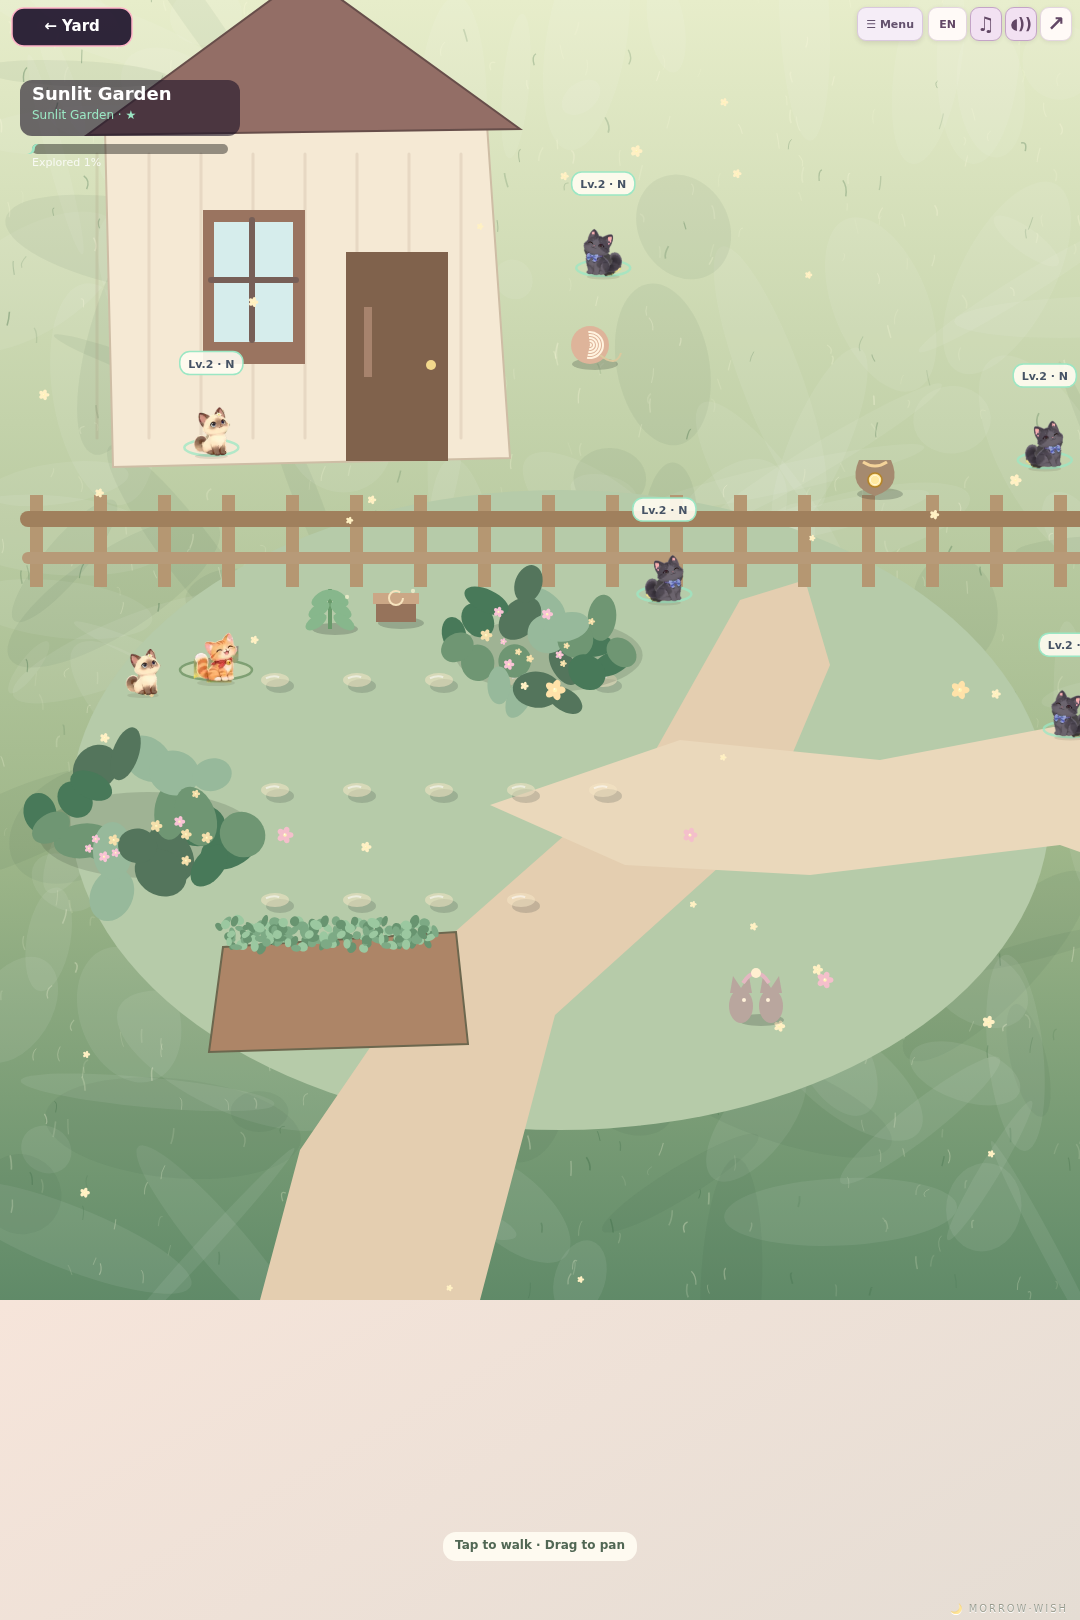 ← Yard
☰ Menu
EN
Sunlit Garden
Sunlit Garden · ★
Explored 1%
Lv.2 · N
Lv.2 · N
Lv.2 · N
Lv.2 · N
Lv.2 ·
Tap to walk · Drag to pan
MORROW-WISH